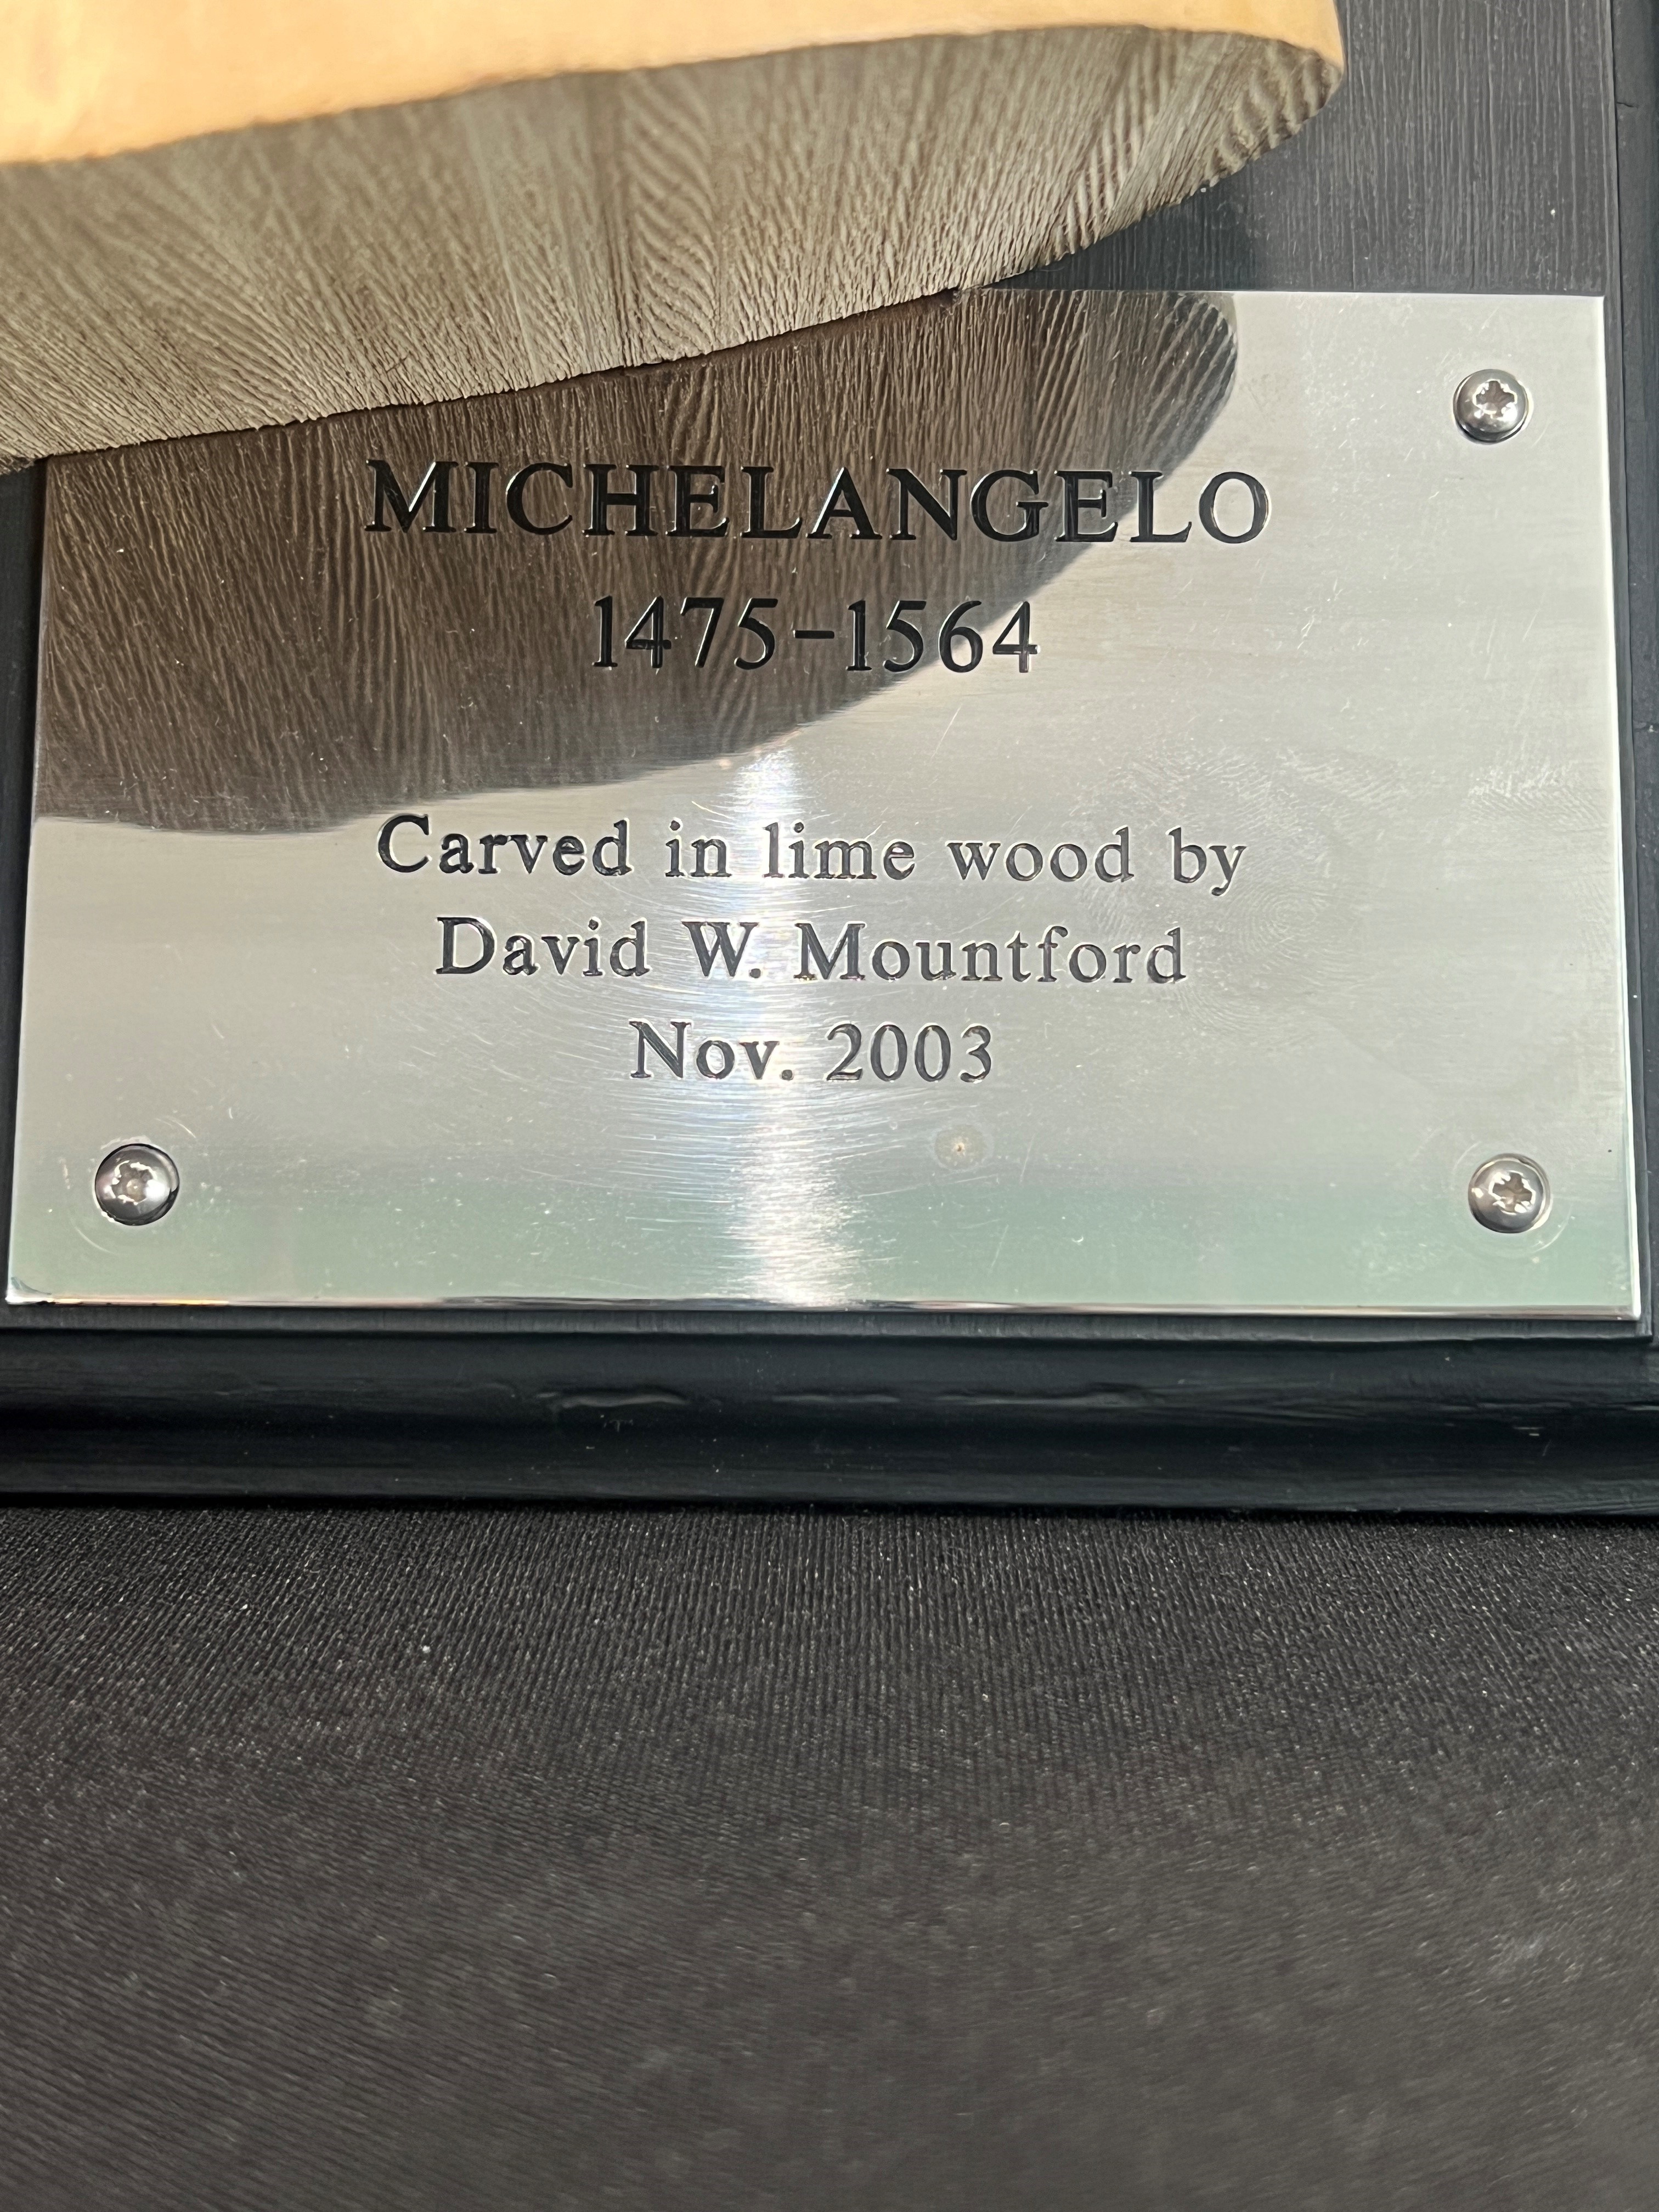 MICHELANGELO
1475-1564
Carved in lime wood by
David W. Mountford
Nov. 2003